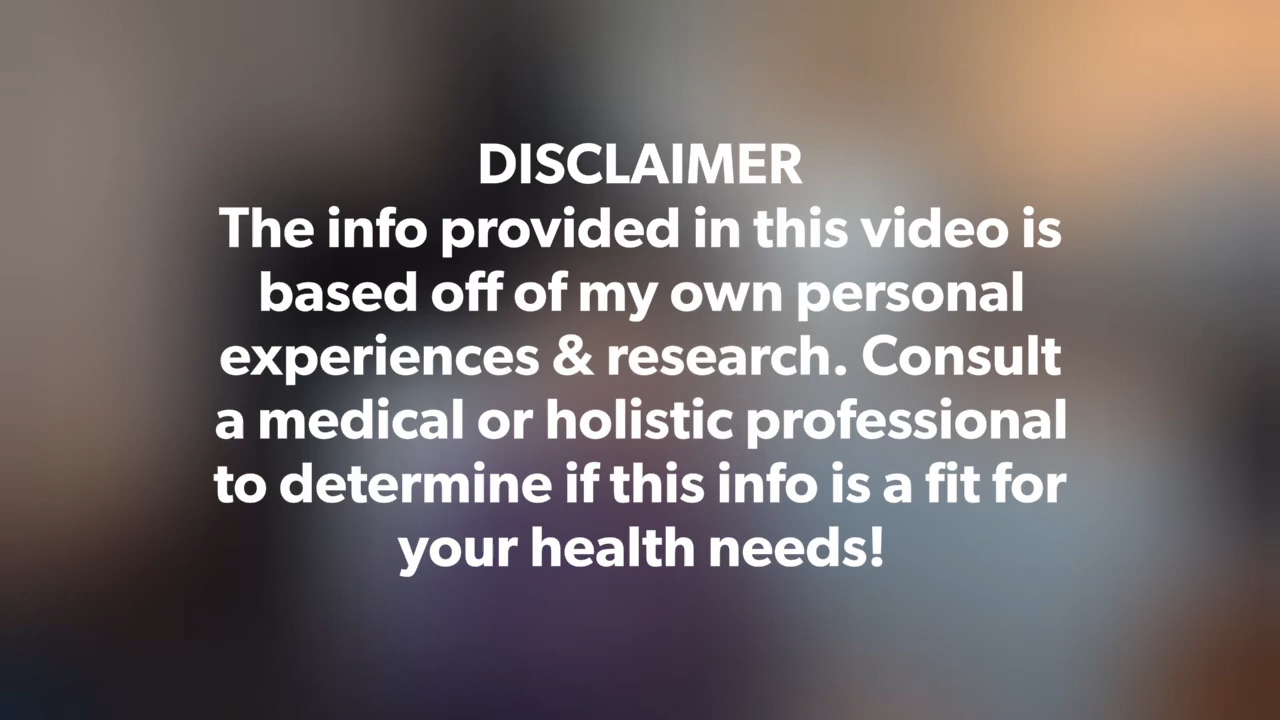 DISCLAIMER
The info provided in this video is
based off of my own personal
experiences & research. Consult
a medical or holistic professional
to determine if this info is a fit for
your health needs!